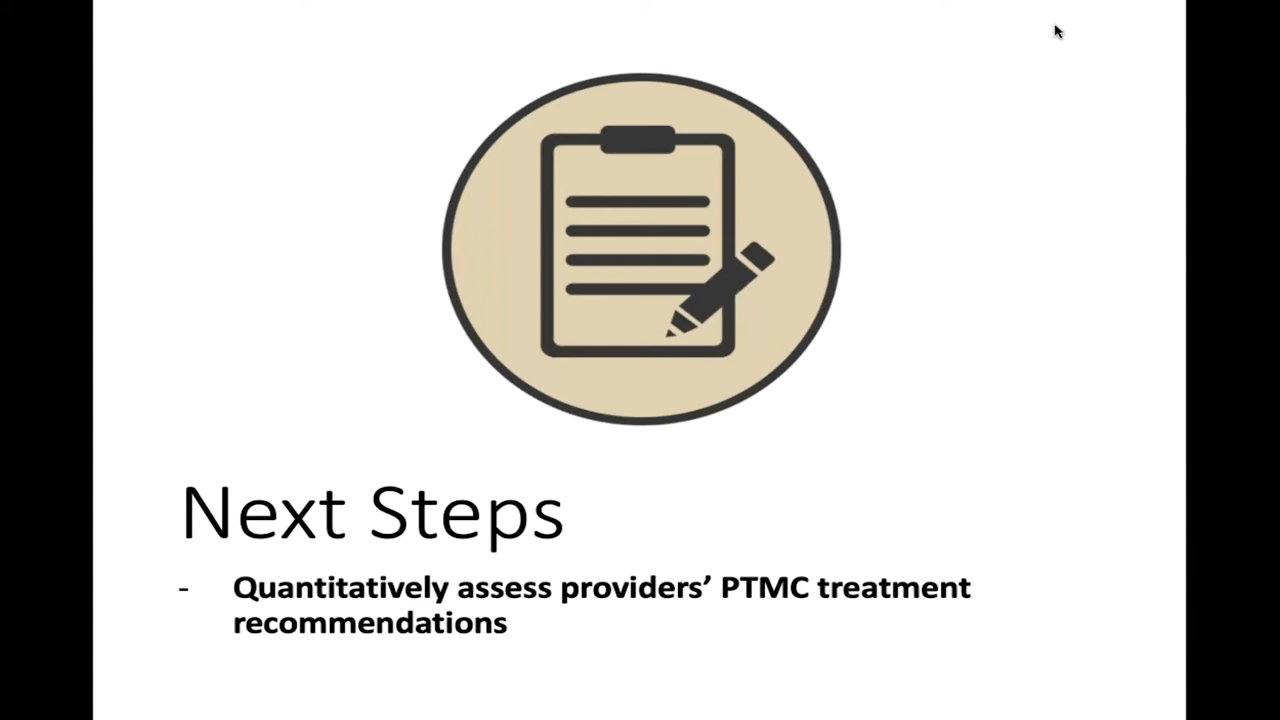 Next Steps
- Quantitatively assess providers’ PTMC treatment
recommendations